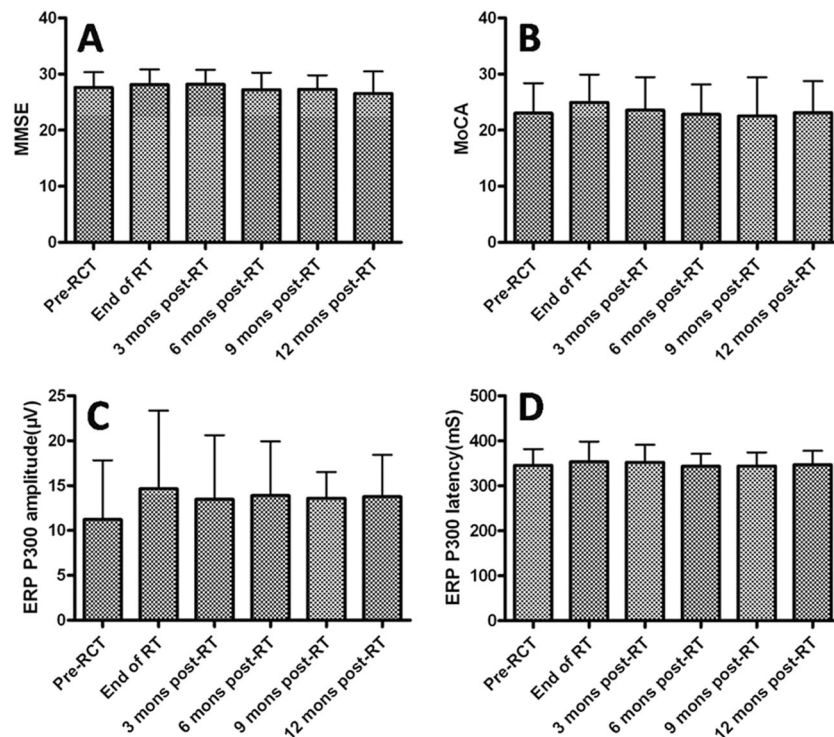 A
MMSE
40
30
20
10
0
Pre-RCT
End of RT
3 mons post-RT
6 mons post-RT
9 mons post-RT
12 mons post-RT
B
MoCA
40
30
20
10
0
Pre-RCT
End of RT
3 mons post-RT
6 mons post-RT
9 mons post-RT
12 mons post-RT
C
ERP P300 amplitude(µV)
25
20
15
10
5
0
Pre-RCT
End of RT
3 mons post-RT
6 mons post-RT
9 mons post-RT
12 mons post-RT
D
ERP P300 latency(mS)
500
400
300
200
100
0
Pre-RCT
End of RT
3 mons post-RT
6 mons post-RT
9 mons post-RT
12 mons post-RT